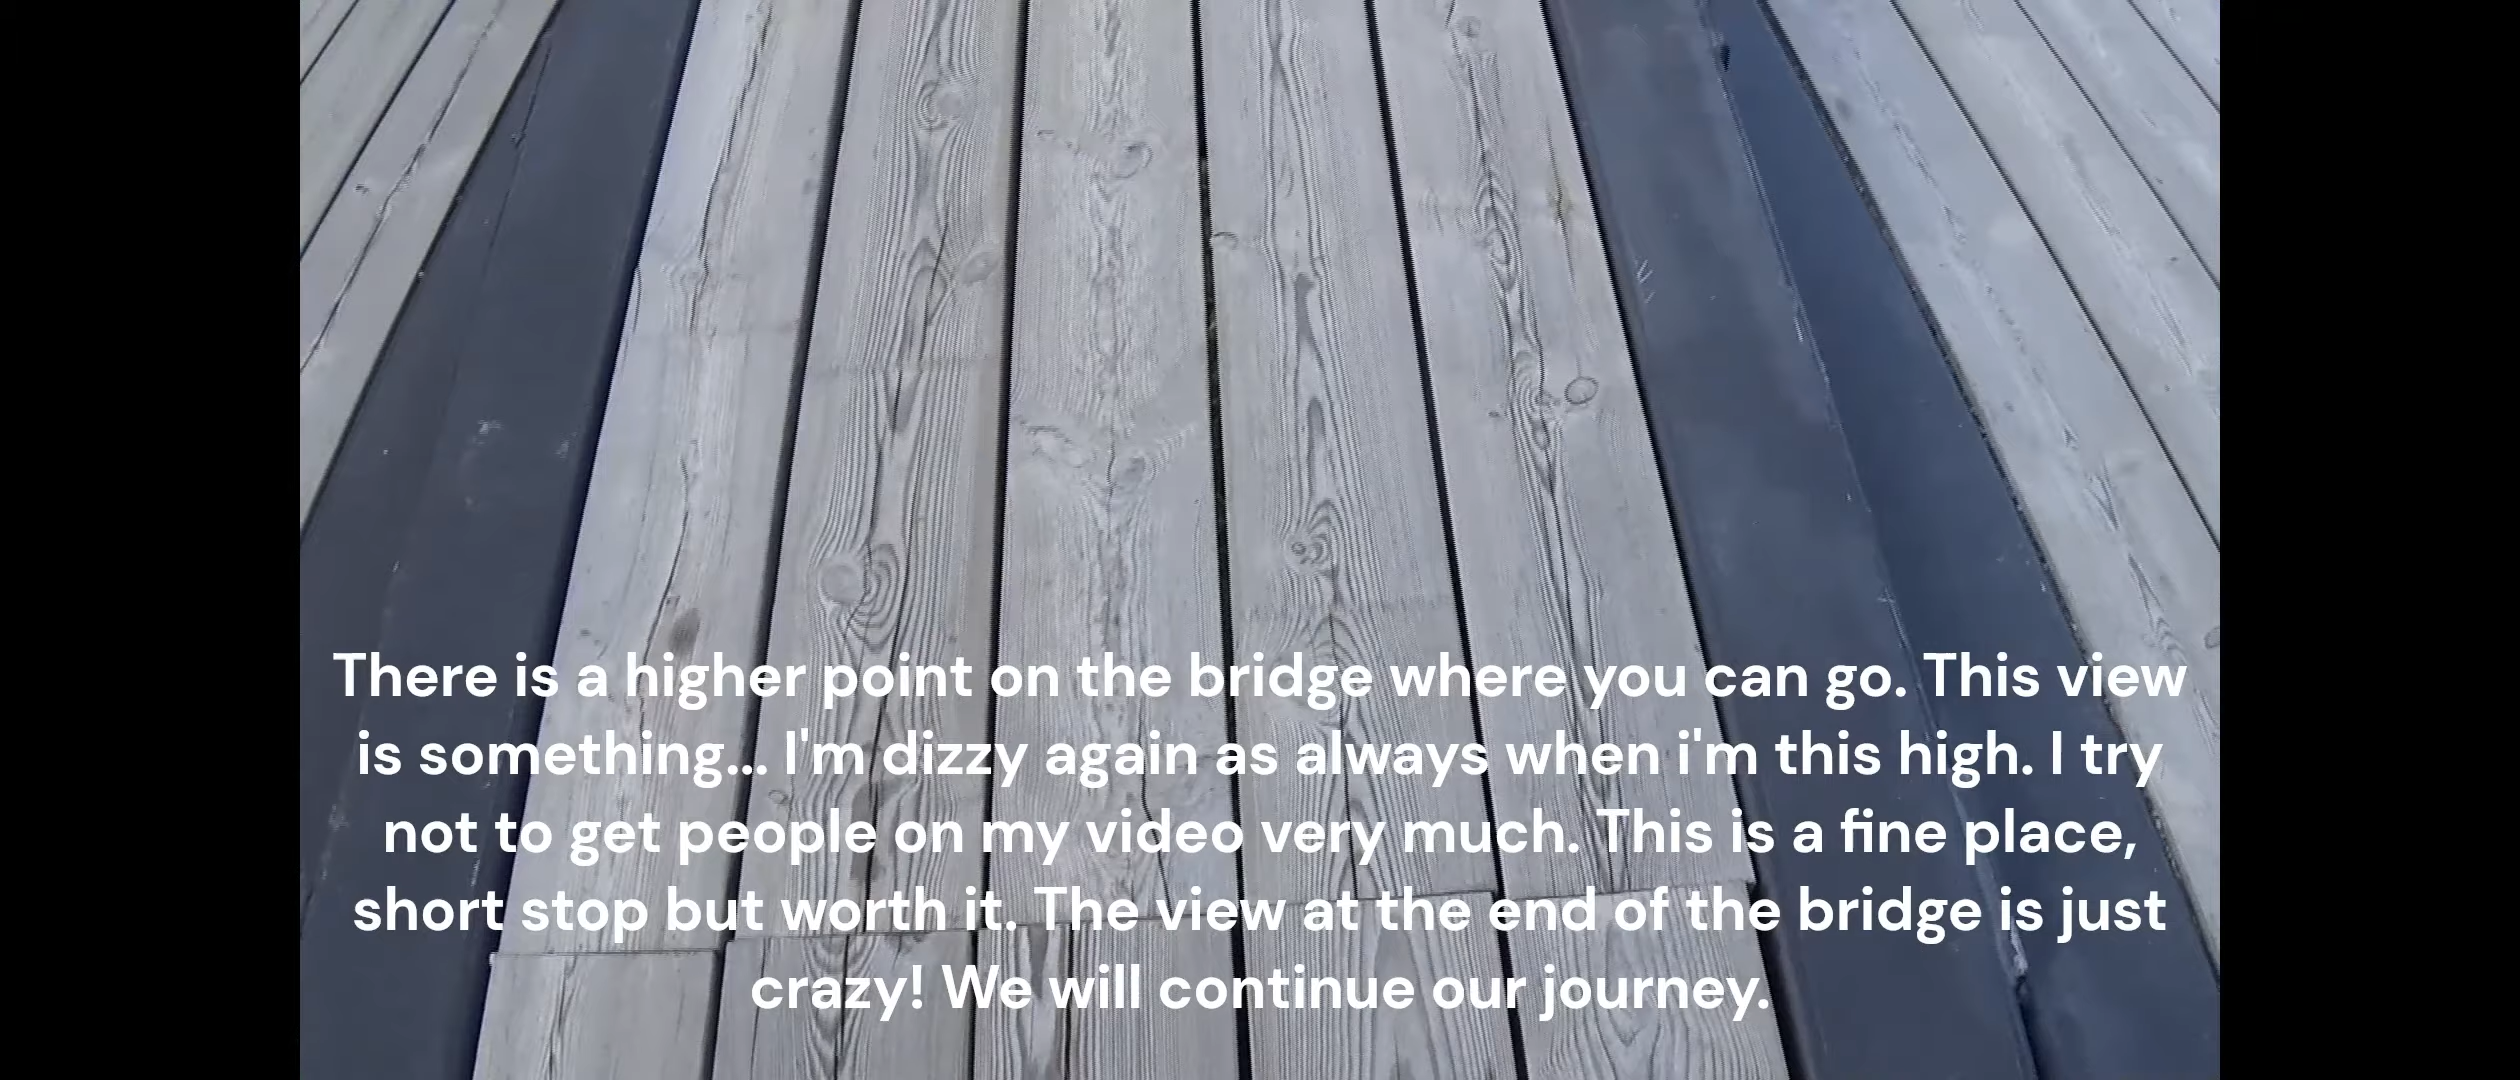 There is a higher point on the bridge where you can go. This view
is something... I'm dizzy again as always when i'm this high. I try
not to get people on my video very much. This is a fine place,
short stop but worth it. The view at the end of the bridge is just
crazy! We will continue our journey.